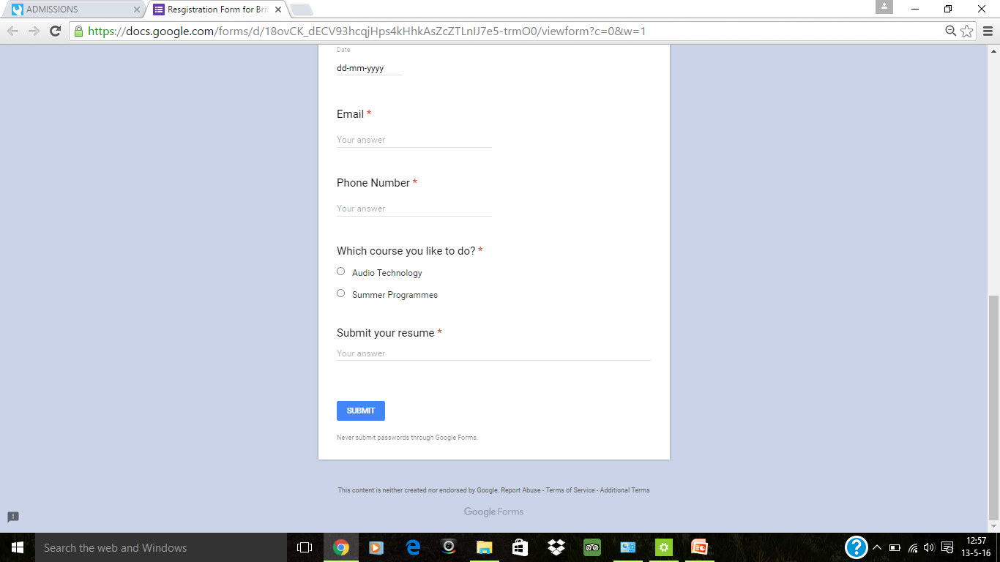 ADMISSIONS
Resgistration Form for Brit
https://docs.google.com/forms/d/18ovCK_dECV93hcqjHps4kHhkAsZcZTLnIJ7e5-trmO0/viewform?c=0&w=1
Date
dd-mm-yyyy
Email *
Your answer
Phone Number *
Your answer
Which course you like to do? *
Audio Technology
Summer Programmes
Submit your resume *
Your answer
SUBMIT
Never submit passwords through Google Forms.
This content is neither created nor endorsed by Google. Report Abuse - Terms of Service - Additional Terms
Google Forms
Search the web and Windows
12:57
13-5-16